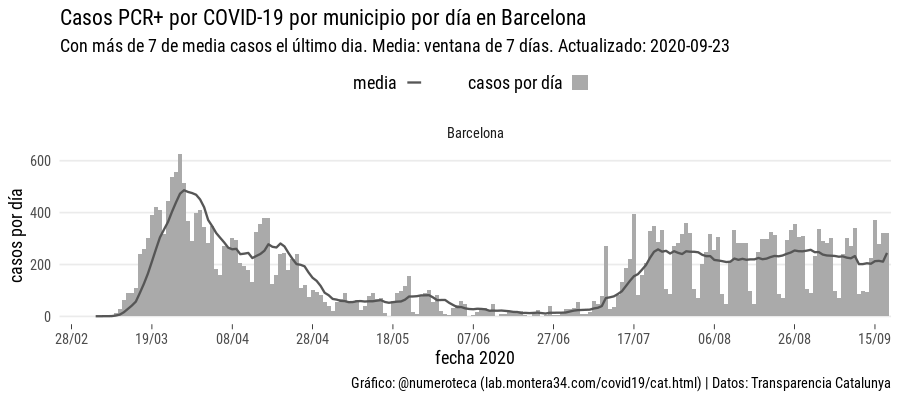 Casos PCR+ por COVID-19 por municipio por día en Barcelona
Con más de 7 de media casos el último dia. Media: ventana de 7 días. Actualizado: 2020-09-23
media casos por día
Barcelona
600
400
200
0
casos por día
28/02 19/03 08/04 28/04 18/05 07/06 27/06 17/07 06/08 26/08 15/09
fecha 2020
Gráfico: @numeroteca (lab.montera34.com/covid19/cat.html) | Datos: Transparencia Catalunya